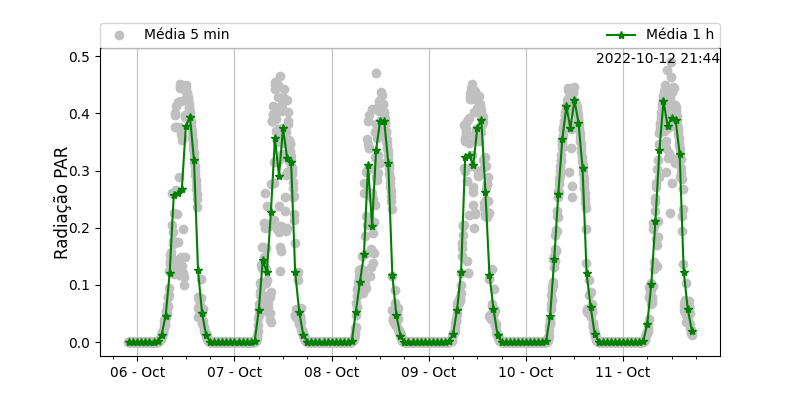 Média 5 min
Média 1 h
2022-10-12 21:44
Radiação PAR
0.5
0.4
0.3
0.2
0.1
0.0
06 - Oct
07 - Oct
08 - Oct
09 - Oct
10 - Oct
11 - Oct